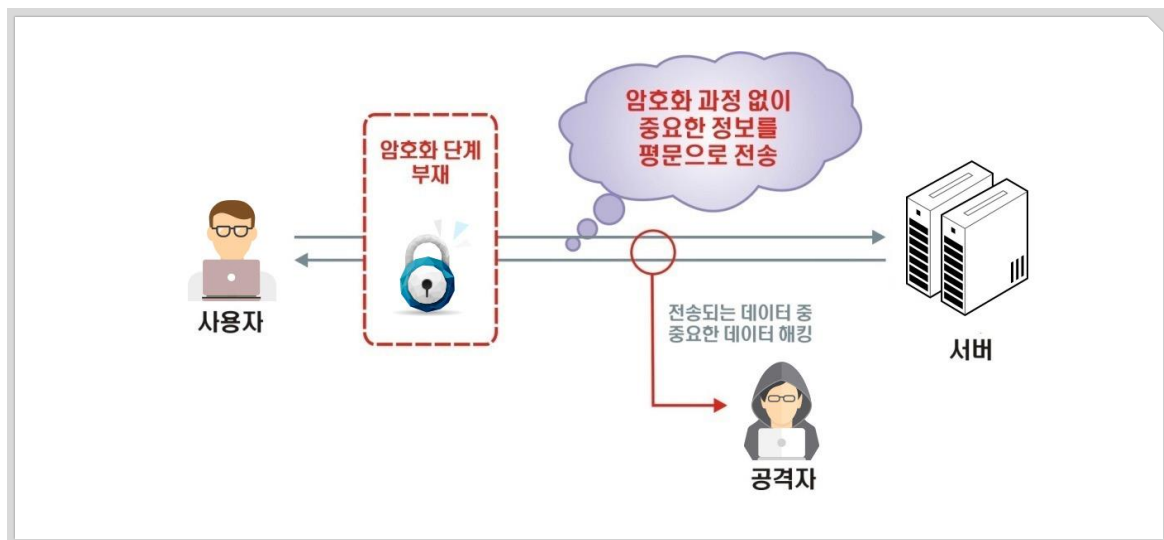 암호화 과정 없이
중요한 정보를
평문으로 전송
암호화 단계
부재
사용자
전송되는 데이터 중
중요한 데이터 해킹
서버
공격자